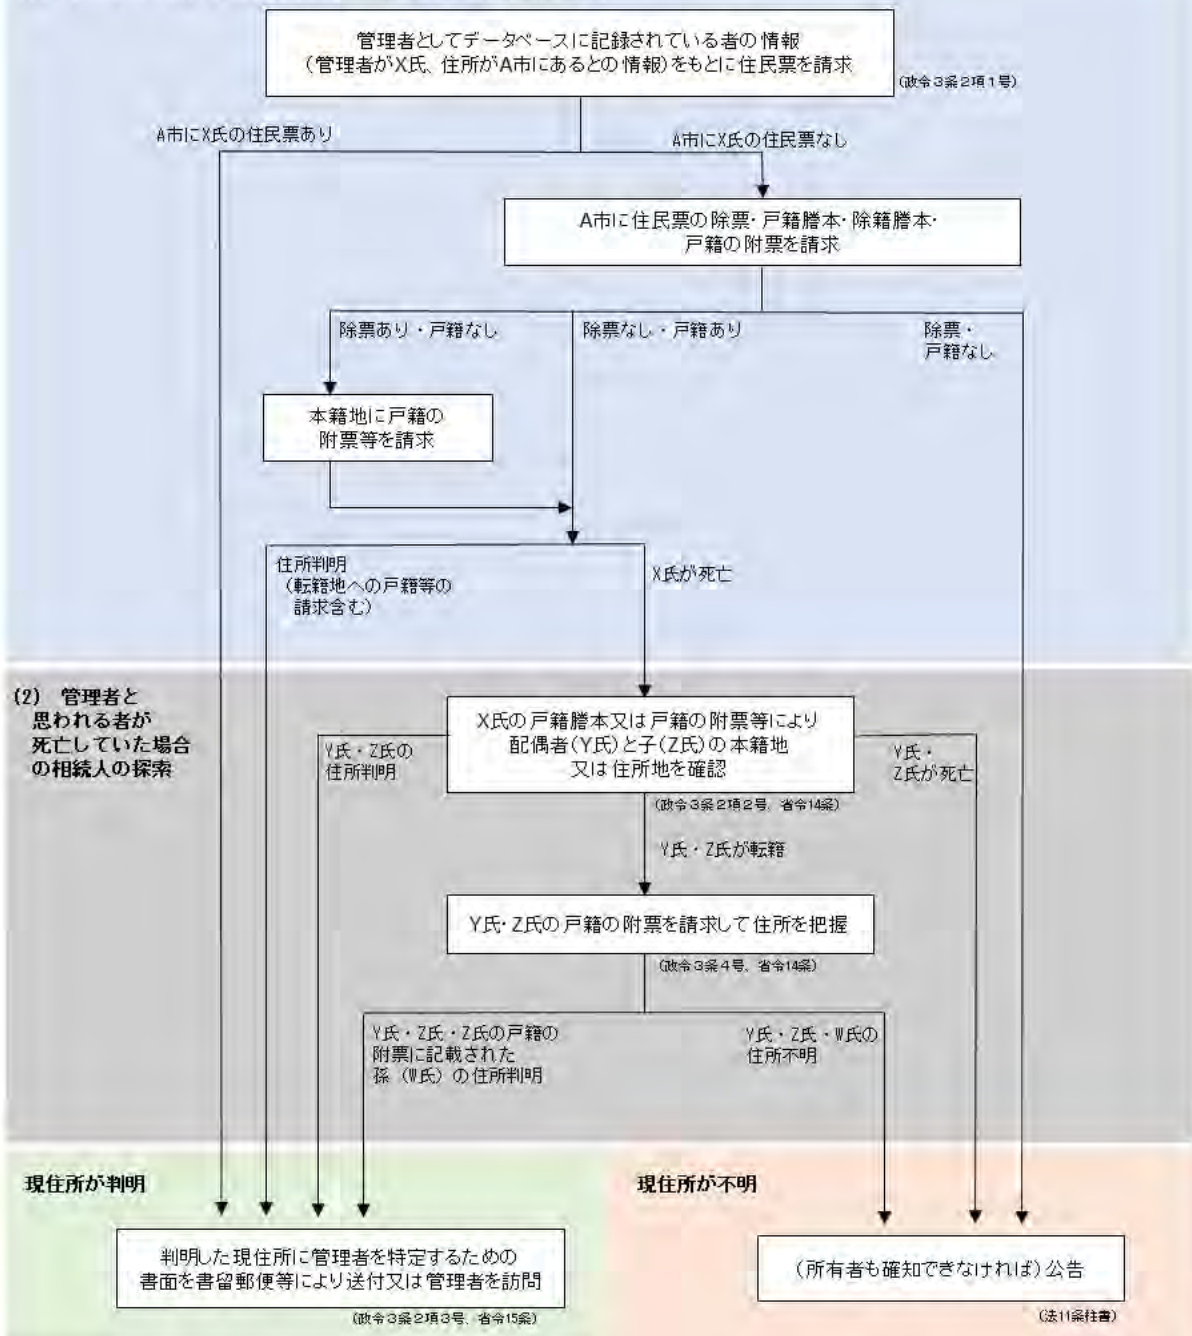 管理者としてデータベースに記録されている者の情報
(管理者がX氏、住所がA市にあるとの情報)をもとに住民票を請求
(政令3条2項1号)
A市にX氏の住民票あり
A市にX氏の住民票なし
A市に住民票の除票・戸籍謄本・除籍謄本・
戸籍の附票を請求
除票あり・戸籍なし
除票なし・戸籍あり
除票・
戸籍なし
本籍地に戸籍の
附票等を請求
住所判明
(転籍地への戸籍等の
請求含む)
X氏が死亡
(2) 管理者と
思われる者が
死亡していた場合
の相続人の探索
X氏の戸籍謄本又は戸籍の附票等により
配偶者(Y氏)と子(Z氏)の本籍地
又は住所地を確認
(政令3条2項2号、省令14条)
Y氏・Z氏の
住所判明
Y氏・
Z氏が死亡
Y氏・Z氏が転籍
Y氏・Z氏の戸籍の附票を請求して住所を把握
(政令3条4号、省令14条)
Y氏・Z氏・Z氏の戸籍の
附票に記載された
孫(W氏)の住所判明
Y氏・Z氏・W氏の
住所不明
現住所が判明
現住所が不明
判明した現住所に管理者を特定するための
書面を書留郵便等により送付又は管理者を訪問
(政令3条2項3号、省令15条)
(所有者も確知できなければ)公告
(法11条柱書)